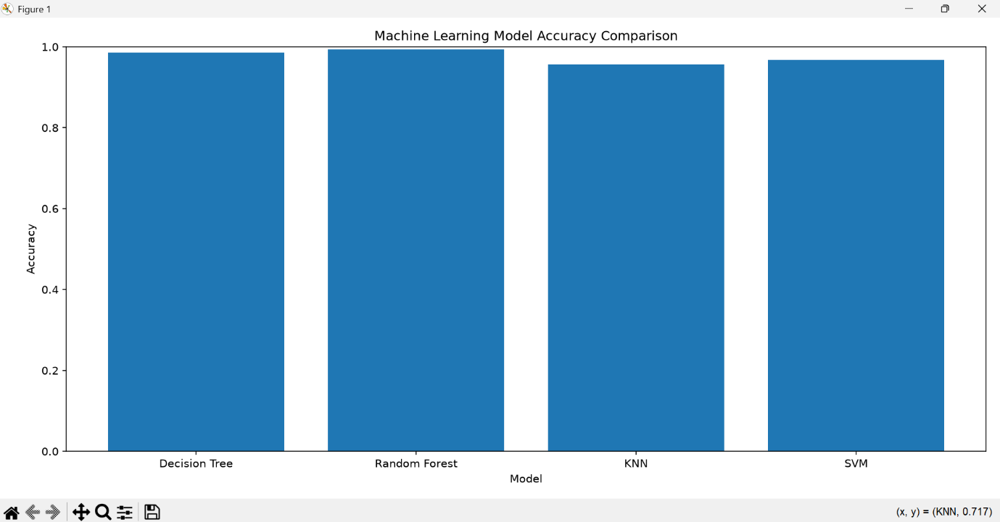 Figure 1
Machine Learning Model Accuracy Comparison
1.0
0.8
0.6
0.4
0.2
0.0
Accuracy
Decision Tree Random Forest KNN SVM
Model
(x, y) = (KNN, 0.717)